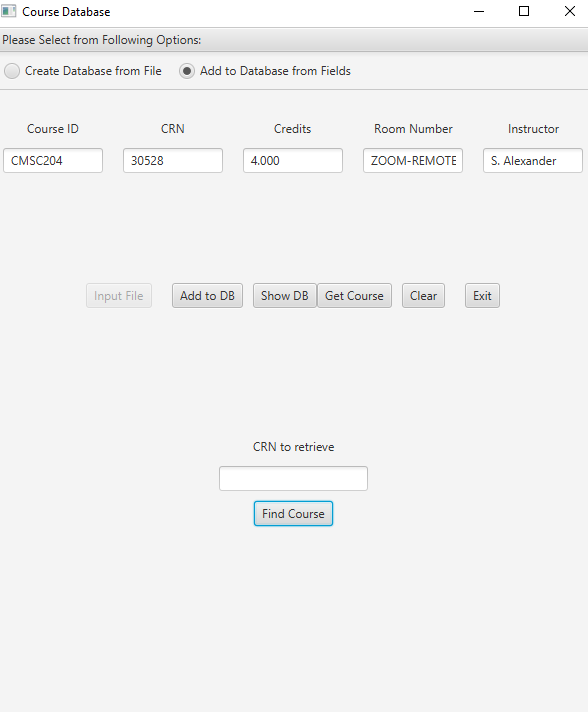 Course Database
Please Select from Following Options:
Create Database from File Add to Database from Fields
Course ID CRN Credits Room Number Instructor
CMSC204 30528 4.000 ZOOM-REMOTE S. Alexander
Input File Add to DB Show DB Get Course Clear Exit
CRN to retrieve
Find Course